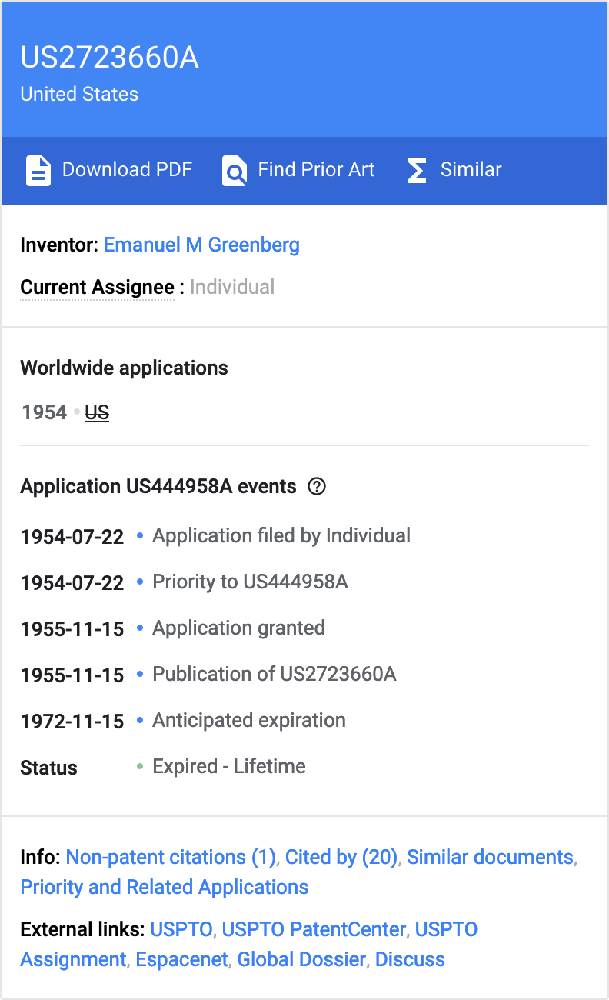 US2723660A
United States
Download PDF Find Prior Art Similar
Inventor: Emanuel M Greenberg
Current Assignee : Individual
Worldwide applications
1954 • US
Application US444958A events ?
1954-07-22 • Application filed by Individual
1954-07-22 • Priority to US444958A
1955-11-15 • Application granted
1955-11-15 • Publication of US2723660A
1972-11-15 • Anticipated expiration
Status • Expired - Lifetime
Info: Non-patent citations (1), Cited by (20), Similar documents,
Priority and Related Applications
External links: USPTO, USPTO PatentCenter, USPTO
Assignment, Espacenet, Global Dossier, Discuss